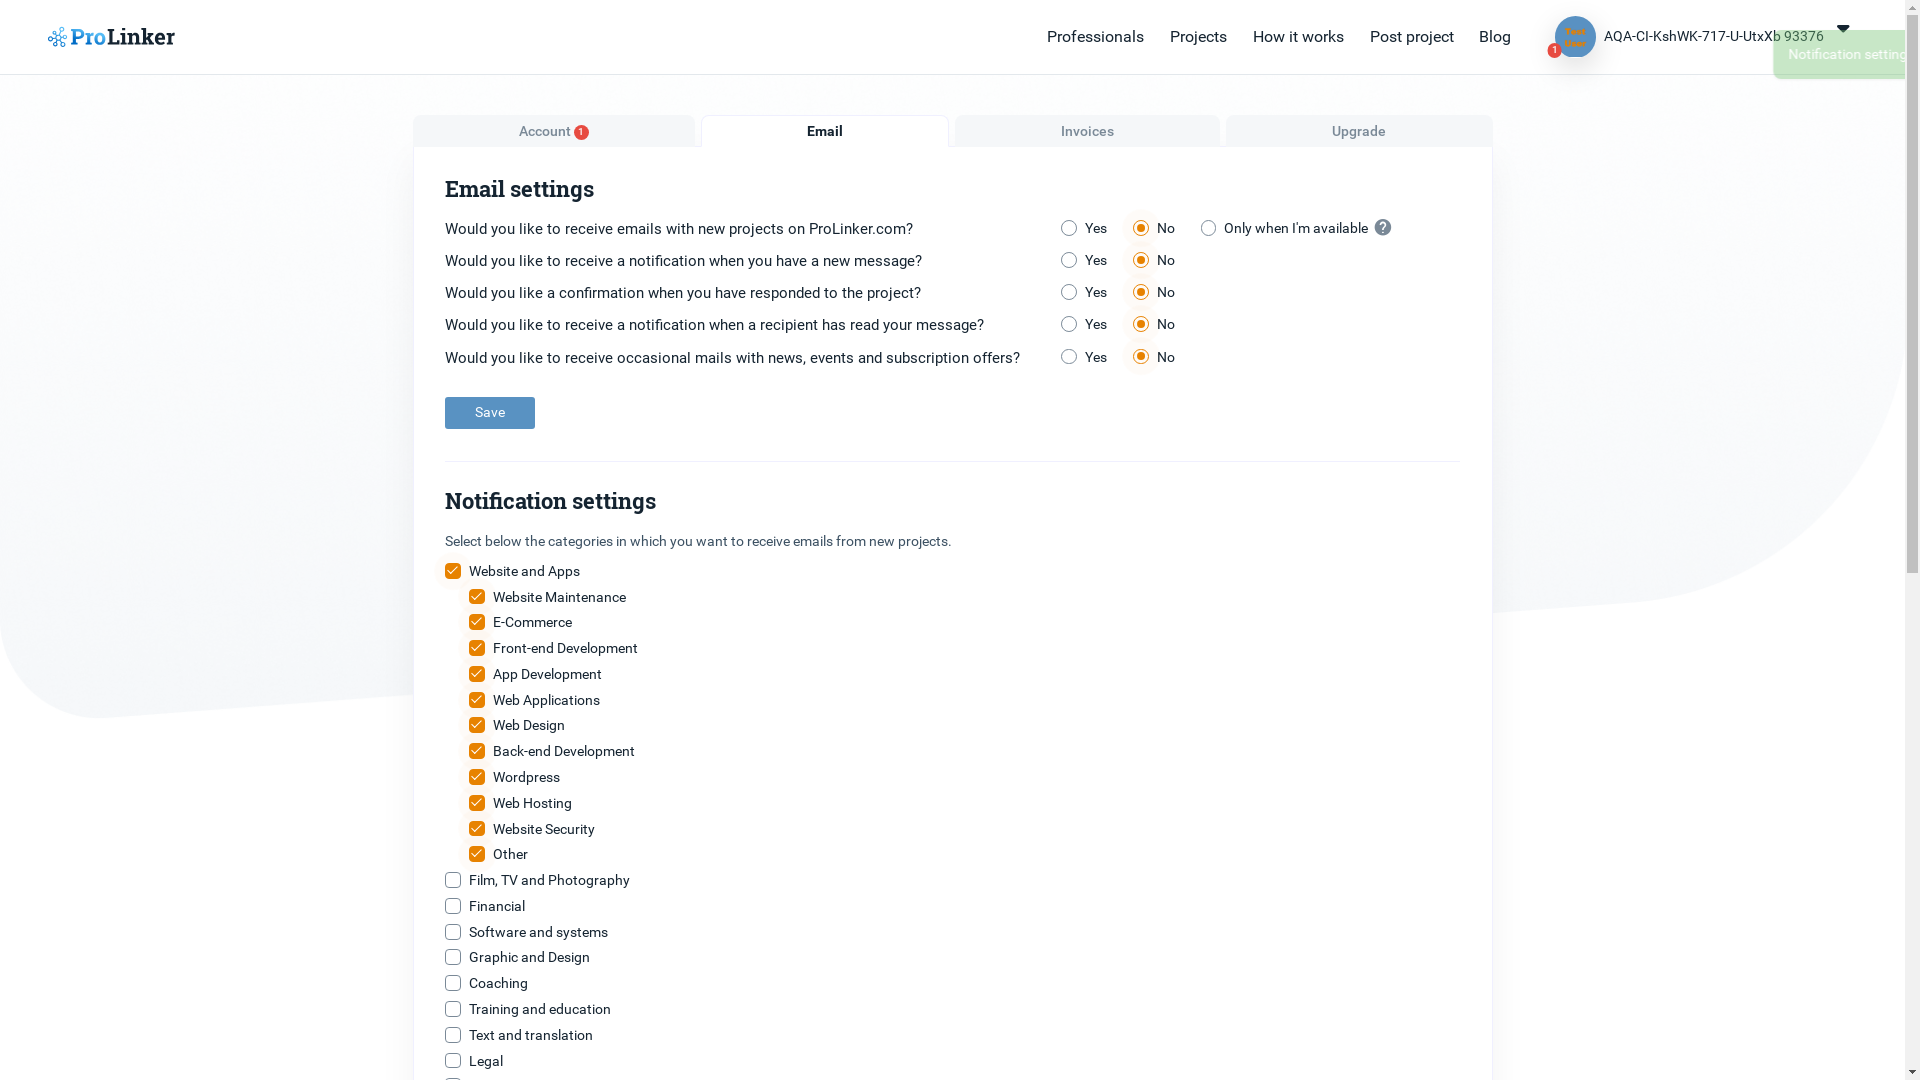 ProLinker
Professionals
Projects
How it works
Post project
Blog
1
AQA-CI-KshWK-717-U-UtxXb 93376
Notification setting
Account 1
Email
Invoices
Upgrade
Email settings
Would you like to receive emails with new projects on ProLinker.com? Yes No Only when I'm available ?
Would you like to receive a notification when you have a new message? Yes No
Would you like a confirmation when you have responded to the project? Yes No
Would you like to receive a notification when a recipient has read your message? Yes No
Would you like to receive occasional mails with news, events and subscription offers? Yes No
Save
Notification settings
Select below the categories in which you want to receive emails from new projects.
Website and Apps
Website Maintenance
E-Commerce
Front-end Development
App Development
Web Applications
Web Design
Back-end Development
Wordpress
Web Hosting
Website Security
Other
Film, TV and Photography
Financial
Software and systems
Graphic and Design
Coaching
Training and education
Text and translation
Legal